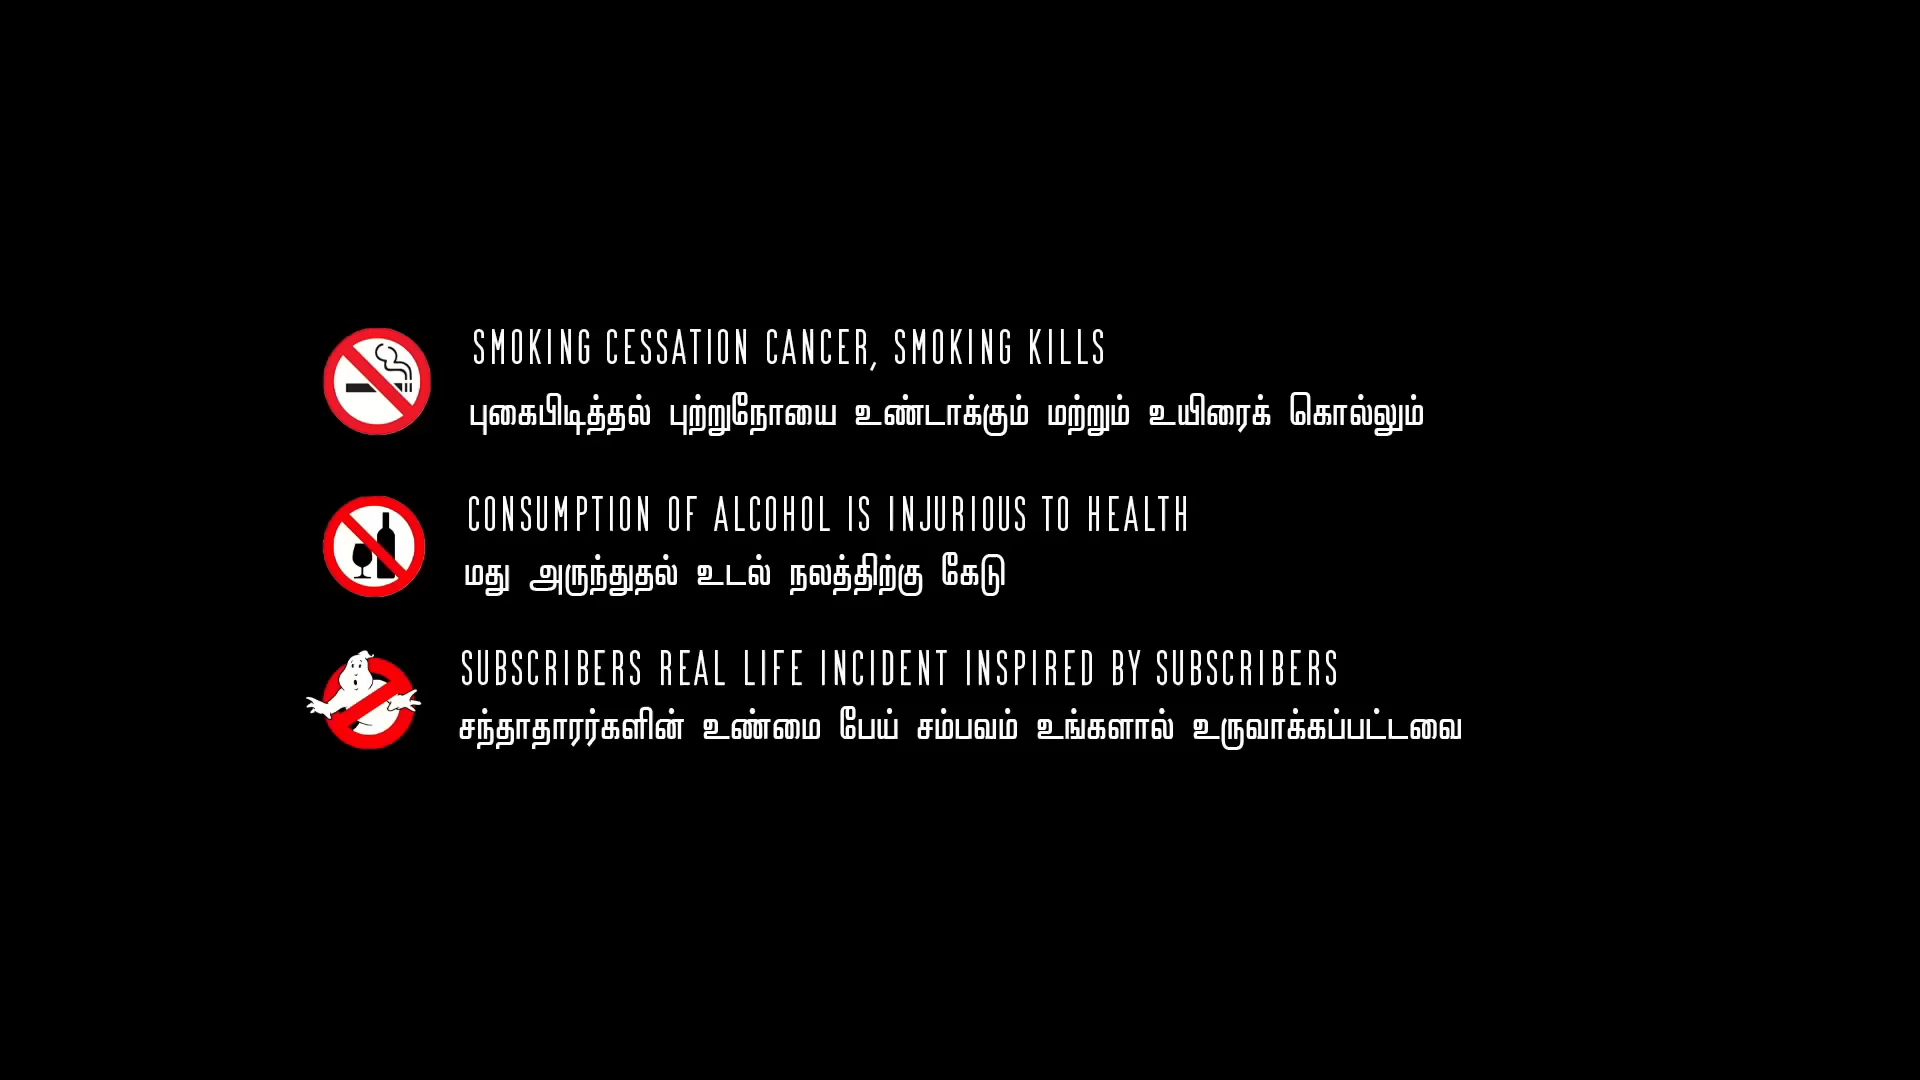 SMOKING CESSATION CANCER, SMOKING KILLS
புகைபிடித்தல் புற்றுநோயை உண்டாக்கும் மற்றும் உயிரைக் கொல்லும்
CONSUMPTION OF ALCOHOL IS INJURIOUS TO HEALTH
மது அருந்துதல் உடல் நலத்திற்கு கேடு
SUBSCRIBERS REAL LIFE INCIDENT INSPIRED BY SUBSCRIBERS
சந்தாதாரர்களின் உண்மை பேய் சம்பவம் உங்களால் உருவாக்கப்பட்டவை